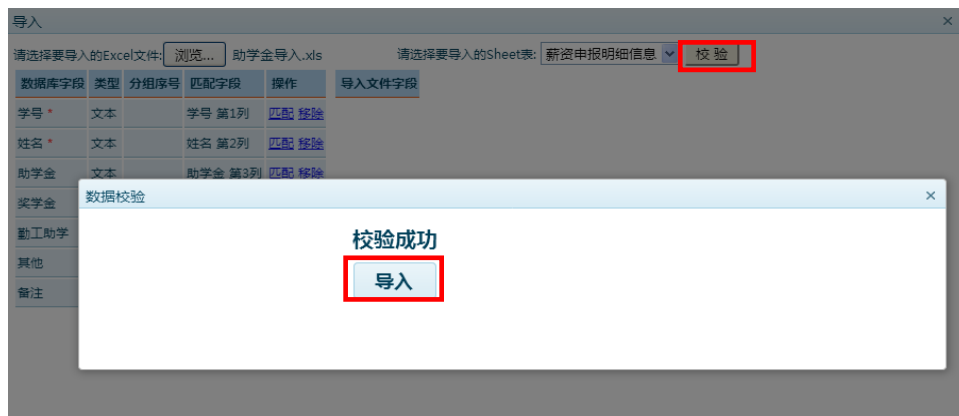 导入 ×
请选择要导入的Excel文件: 浏览... 助学金导入.xls 请选择要导入的Sheet表: 薪资申报明细信息 校 验
数据库字段 类型 分组序号 匹配字段 操作 导入文件字段
学号 * 文本 学号 第1列 匹配 移除
姓名 * 文本 姓名 第2列 匹配 移除
助学金 文本 助学金 第3列 匹配 移除
奖学金
勤工助学
其他
备注
数据校验 ×
校验成功
导入